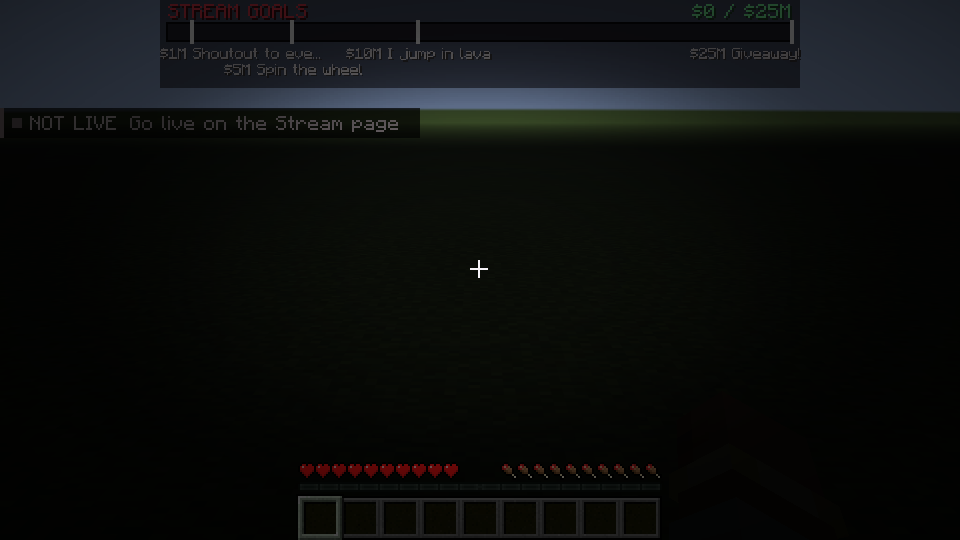 STREAM GOALS
$0 / $25M
$1M Shoutout to eve...
$10M I jump in lava
$25M Giveaway!
$5M Spin the wheel
NOT LIVE Go live on the Stream page